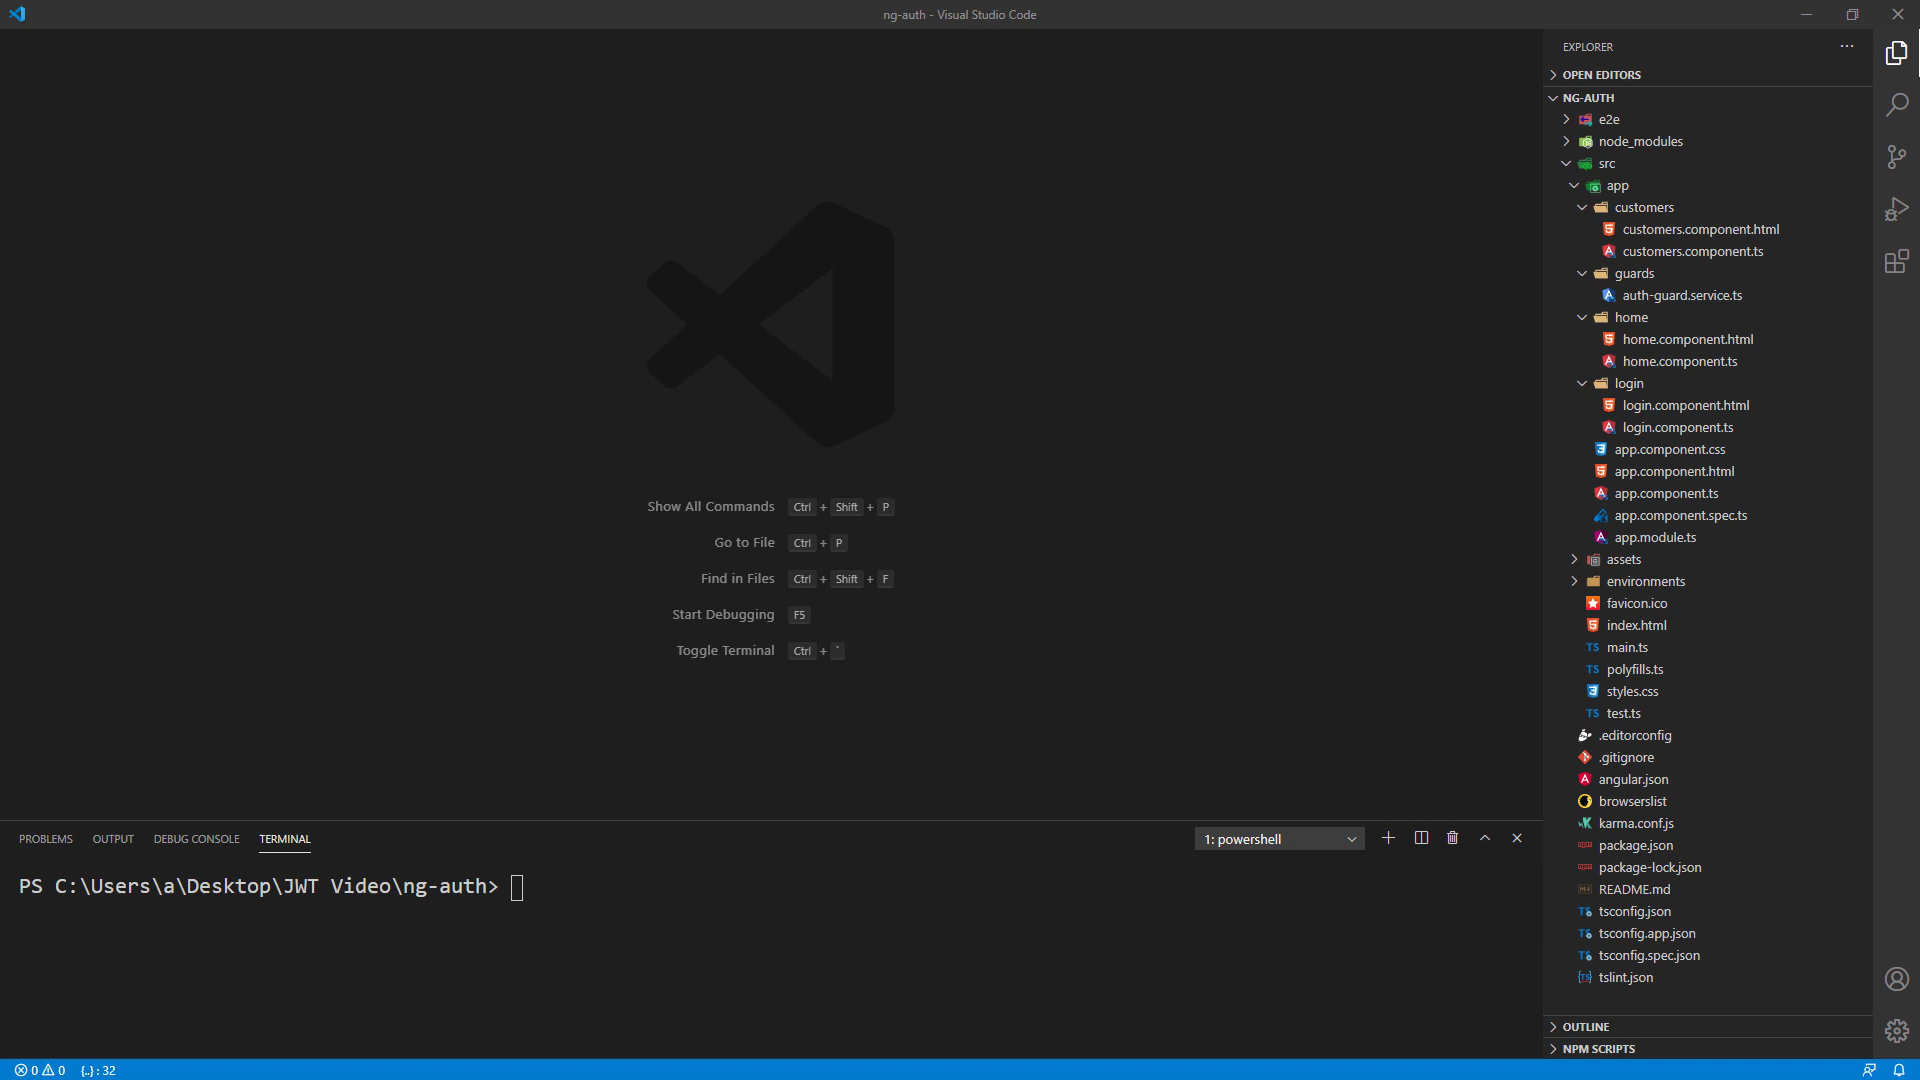 ng-auth - Visual Studio Code
Show All Commands Ctrl + Shift + P
Go to File Ctrl + P
Find in Files Ctrl + Shift + F
Start Debugging F5
Toggle Terminal Ctrl + `
PROBLEMS OUTPUT DEBUG CONSOLE TERMINAL
1: powershell
PS C:\Users\a\Desktop\JWT Video\ng-auth>
EXPLORER
OPEN EDITORS
NG-AUTH
e2e
node_modules
src
app
customers
customers.component.html
customers.component.ts
guards
auth-guard.service.ts
home
home.component.html
home.component.ts
login
login.component.html
login.component.ts
app.component.css
app.component.html
app.component.ts
app.component.spec.ts
app.module.ts
assets
environments
favicon.ico
index.html
TS main.ts
TS polyfills.ts
styles.css
TS test.ts
.editorconfig
.gitignore
angular.json
browserslist
karma.conf.js
package.json
package-lock.json
README.md
TS tsconfig.json
TS tsconfig.app.json
TS tsconfig.spec.json
tslint.json
OUTLINE
NPM SCRIPTS
0 0 {..} : 32